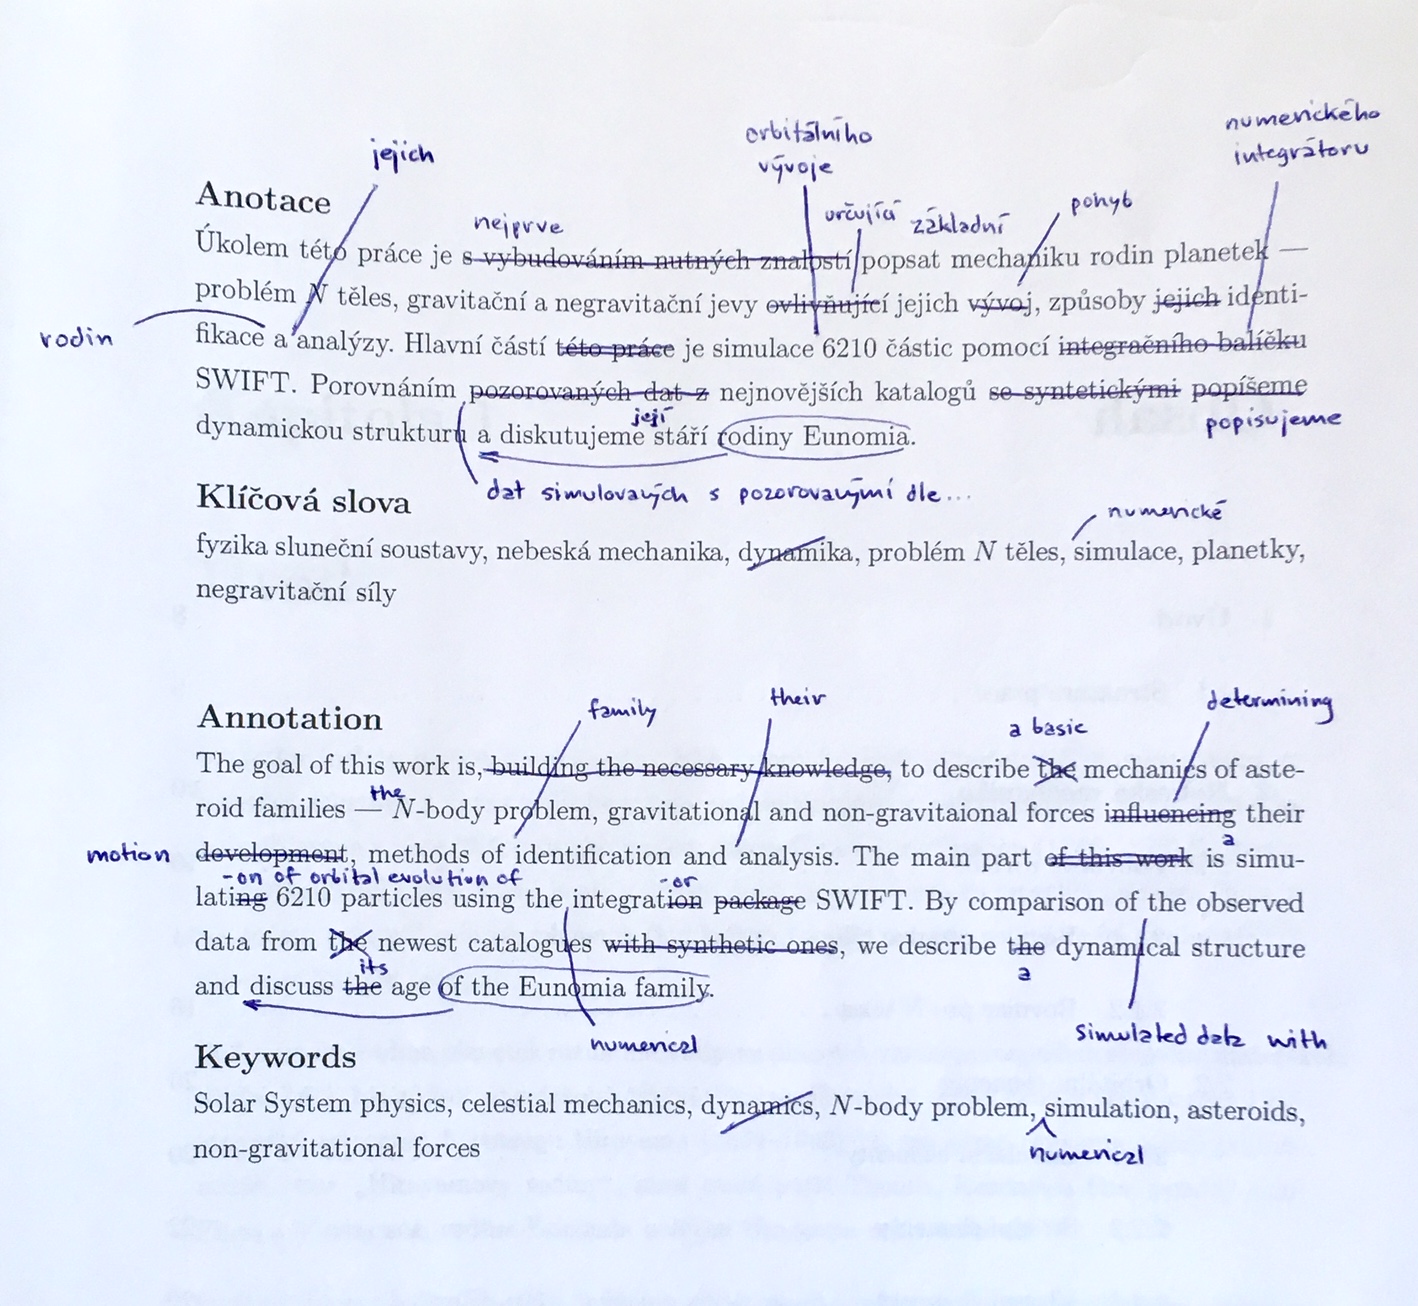 numerického
orbitálního
integrátoru
jejich
vývoje
Anotace
nejprve
určující základní
pohyb
Úkolem této práce je s vybudováním nutných znalostí popsat mechaniku rodin planetek —
problém N těles, gravitační a negravitační jevy ovlivňující jejich vývoj, způsoby jejich identi-
rodin
fikace a analýzy. Hlavní částí této práce je simulace 6210 částic pomocí integračního balíčku
SWIFT. Porovnáním pozorovaných dat z nejnovějších katalogů se syntetickými popíšeme
její
popisujeme
dynamickou strukturu a diskutujeme stáří rodiny Eunomia.
dat simulovaných s pozorovanými dle...
Klíčová slova
numerické
fyzika sluneční soustavy, nebeská mechanika, dynamika, problém N těles, simulace, planetky,
negravitační síly
family
their
determining
Annotation
a basic
The goal of this work is, building the necessary knowledge, to describe the mechanics of aste-
the
roid families — N-body problem, gravitational and non-gravitaional forces influencing their
a
motion
development, methods of identification and analysis. The main part of this work is simu-
-on of orbital evolution of
-or
lating 6210 particles using the integration package SWIFT. By comparison of the observed
data from the newest catalogues with synthetic ones, we describe the dynamical structure
its
a
and discuss the age of the Eunomia family.
numerical
simulated data with
Keywords
Solar System physics, celestial mechanics, dynamics, N-body problem, simulation, asteroids,
numerical
non-gravitational forces